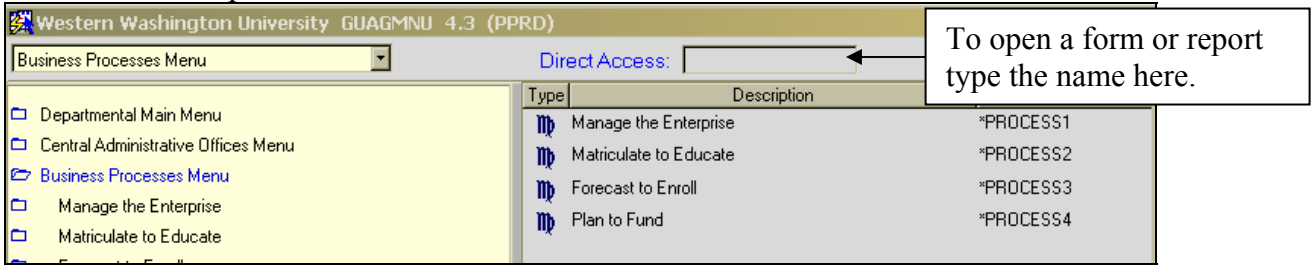 Western Washington University GUAGMNU 4.3 (PPRD)
Business Processes Menu
Direct Access:
To open a form or report
type the name here.
Departmental Main Menu
Central Administrative Offices Menu
Business Processes Menu
Manage the Enterprise
Matriculate to Educate
Type Description
Manage the Enterprise *PROCESS1
Matriculate to Educate *PROCESS2
Forecast to Enroll *PROCESS3
Plan to Fund *PROCESS4